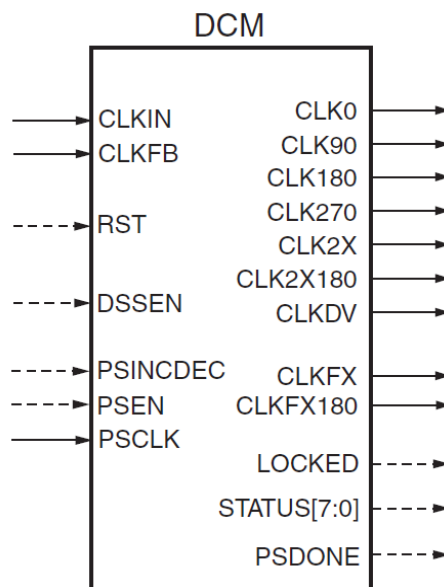 DCM
CLKIN
CLKFB
RST
DSSEN
PSINCDEC
PSEN
PSCLK
CLK0
CLK90
CLK180
CLK270
CLK2X
CLK2X180
CLKDV
CLKFX
CLKFX180
LOCKED
STATUS[7:0]
PSDONE